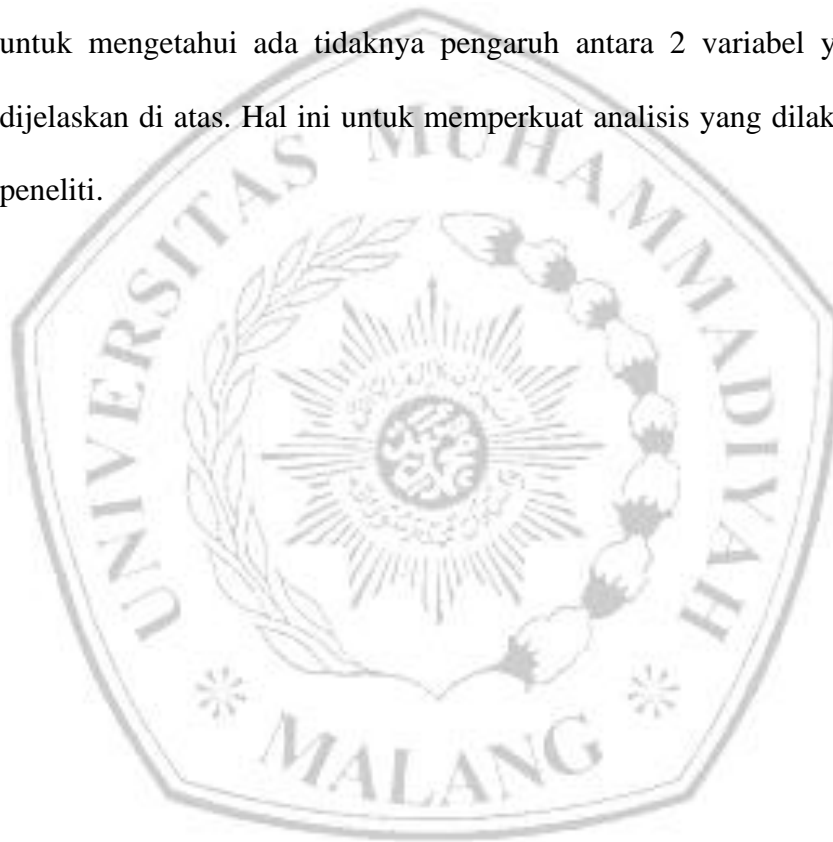 untuk mengetahui ada tidaknya pengaruh antara 2 variabel y
dijelaskan di atas. Hal ini untuk memperkuat analisis yang dilak
peneliti.
UNIVERSITAS MUHAMMADIYAH
MALANG